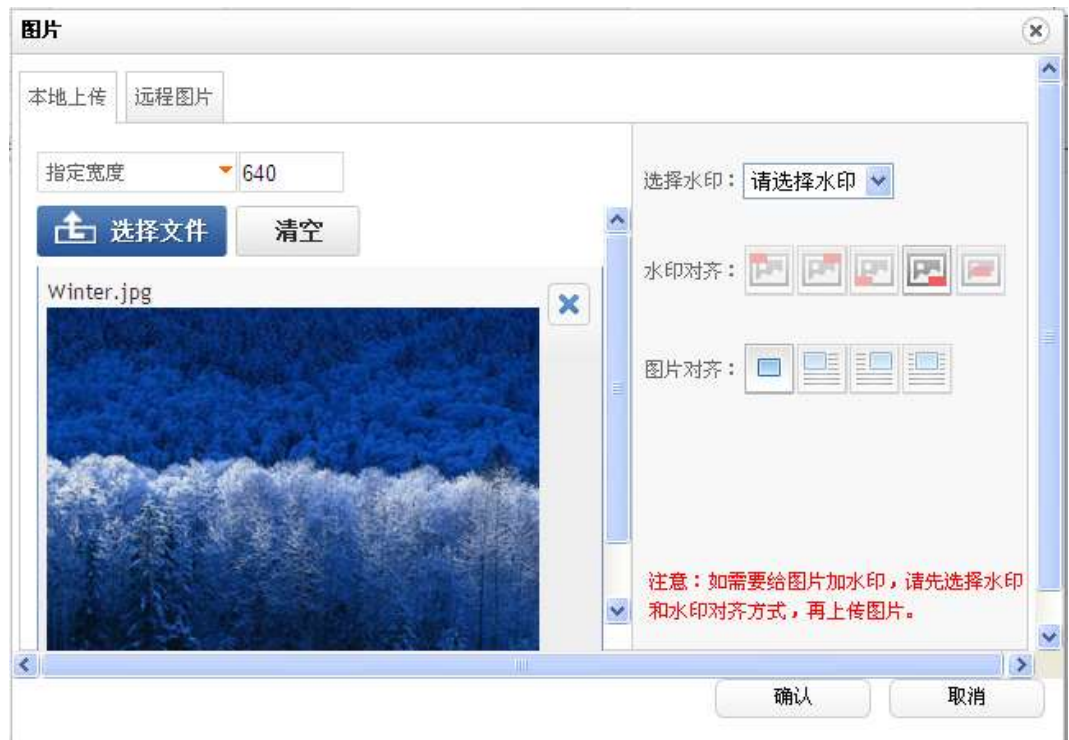 图片
本地上传 远程图片
指定宽度 640
选择文件 清空
Winter.jpg
选择水印：请选择水印
水印对齐：
图片对齐：
注意：如需要给图片加水印，请先选择水印
和水印对齐方式，再上传图片。
确认 取消